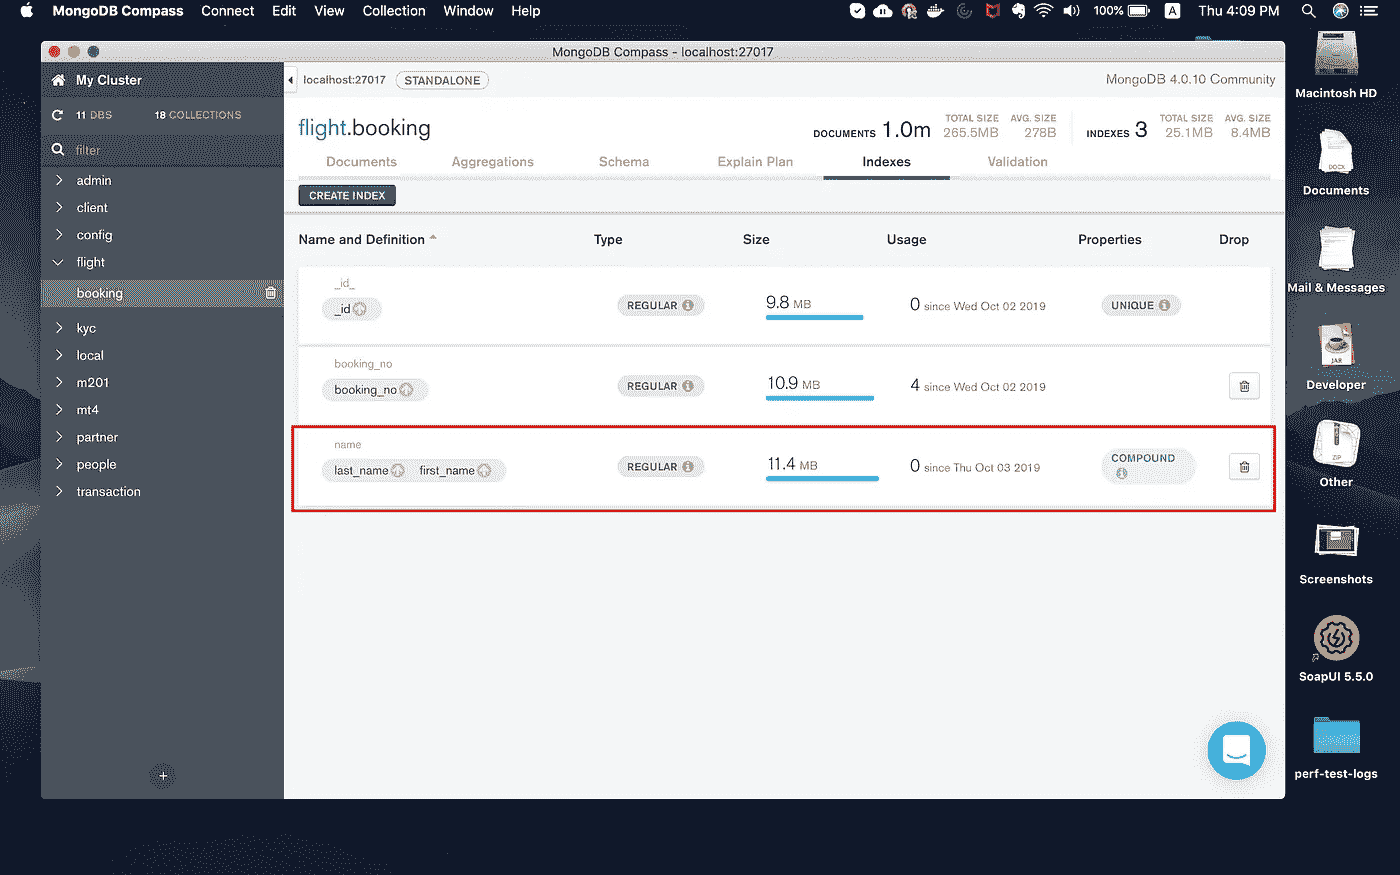 MongoDB Compass Connect Edit View Collection Window Help
100% A Thu 4:09 PM
MongoDB Compass - localhost:27017
My Cluster
11 DBS 18 COLLECTIONS
filter
admin
client
config
flight
booking
kyc
local
m201
mt4
partner
people
transaction
+
localhost:27017 STANDALONE
MongoDB 4.0.10 Community
flight.booking
DOCUMENTS 1.0m TOTAL SIZE 265.5MB AVG. SIZE 278B
INDEXES 3 TOTAL SIZE 25.1MB AVG. SIZE 8.4MB
Documents Aggregations Schema Explain Plan Indexes Validation
CREATE INDEX
Name and Definition Type Size Usage Properties Drop
_id_
_id REGULAR 9.8 MB 0 since Wed Oct 02 2019 UNIQUE
booking_no
booking_no REGULAR 10.9 MB 4 since Wed Oct 02 2019
name
last_name first_name REGULAR 11.4 MB 0 since Thu Oct 03 2019 COMPOUND
Macintosh HD
DOCX
Documents
Mail & Messages
JAR
Developer
ZIP
Other
Screenshots
SoapUI 5.5.0
perf-test-logs